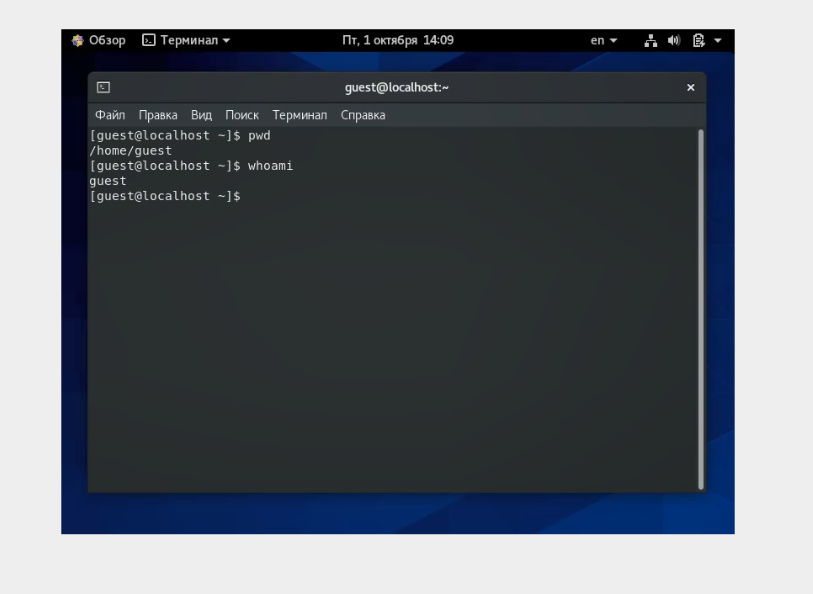 Обзор Терминал Пт, 1 октября 14:09 en
guest@localhost:~
Файл Правка Вид Поиск Терминал Справка
[guest@localhost ~]$ pwd
/home/guest
[guest@localhost ~]$ whoami
guest
[guest@localhost ~]$